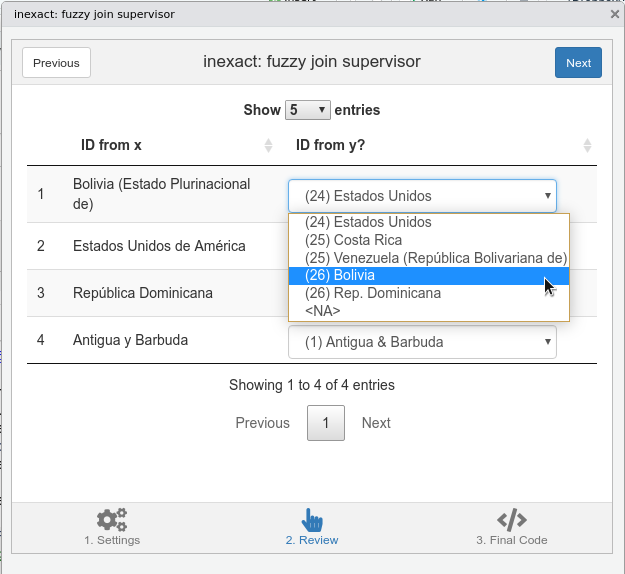 inexact: fuzzy join supervisor
Previous
inexact: fuzzy join supervisor
Next
Show 5 entries
ID from x
ID from y?
1
Bolivia (Estado Plurinacional
de)
(24) Estados Unidos
2
Estados Unidos de América
(24) Estados Unidos
(25) Costa Rica
(25) Venezuela (República Bolivariana de)
(26) Bolivia
(26) Rep. Dominicana
<NA>
3
República Dominicana
4
Antigua y Barbuda
(1) Antigua & Barbuda
Showing 1 to 4 of 4 entries
Previous
1
Next
1. Settings
2. Review
3. Final Code